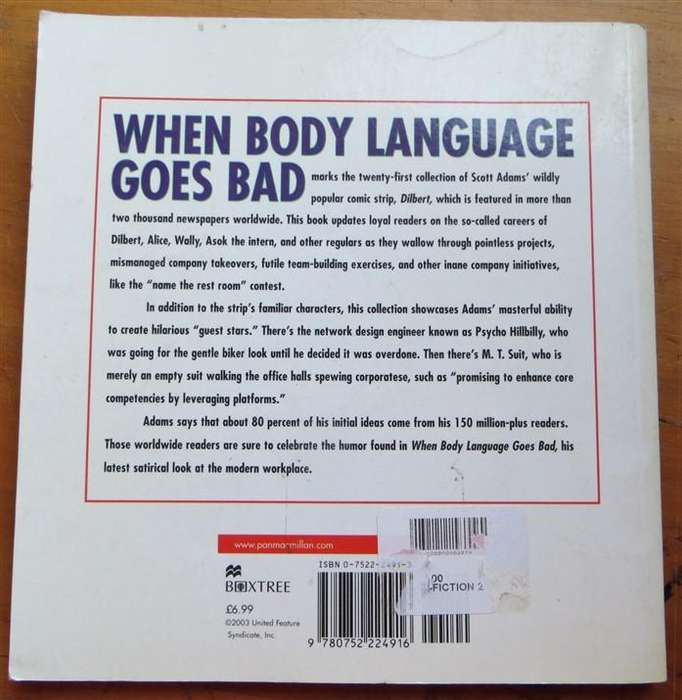 WHEN BODY LANGUAGE
GOES BAD marks the twenty-first collection of Scott Adams' wildly
popular comic strip, Dilbert, which is featured in more than
two thousand newspapers worldwide. This book updates loyal readers on the so-called careers of
Dilbert, Alice, Wally, Asok the intern, and other regulars as they wallow through pointless projects,
mismanaged company takeovers, futile team-building exercises, and other inane company initiatives,
like the "name the rest room" contest.
In addition to the strip's familiar characters, this collection showcases Adams' masterful ability
to create hilarious "guest stars." There's the network design engineer known as Psycho Hillbilly, who
was going for the gentle biker look until he decided it was overdone. Then there's M. T. Suit, who is
merely an empty suit walking the office halls spewing corporatese, such as "promising to enhance core
competencies by leveraging platforms."
Adams says that about 80 percent of his initial ideas come from his 150 million-plus readers.
Those worldwide readers are sure to celebrate the humor found in When Body Language Goes Bad, his
latest satirical look at the modern workplace.
www.panmacmillan.com
BOXTREE
£6.99
©2003 United Feature
Syndicate, Inc.
ISBN 0-7522-2491-3
9 780752 224916
00
-FICTION 2